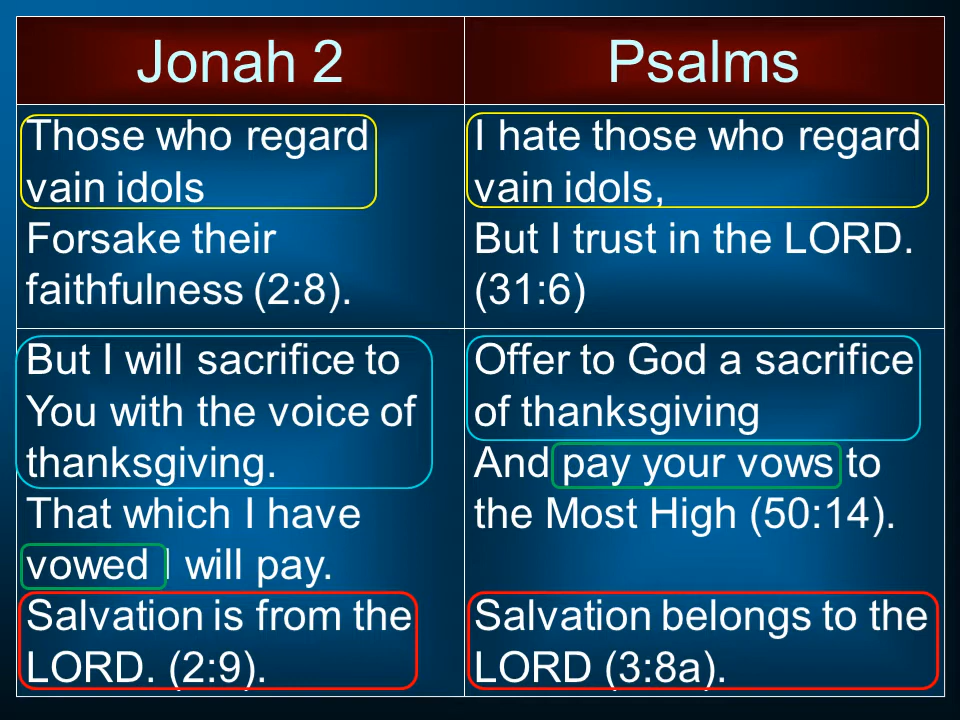 Jonah 2
Psalms
Those who regard
vain idols
Forsake their
faithfulness (2:8).
I hate those who regard
vain idols,
But I trust in the LORD.
(31:6)
But I will sacrifice to
You with the voice of
thanksgiving.
That which I have
vowed I will pay.
Salvation is from the
LORD. (2:9).
Offer to God a sacrifice
of thanksgiving
And pay your vows to
the Most High (50:14).
Salvation belongs to the
LORD (3:8a).